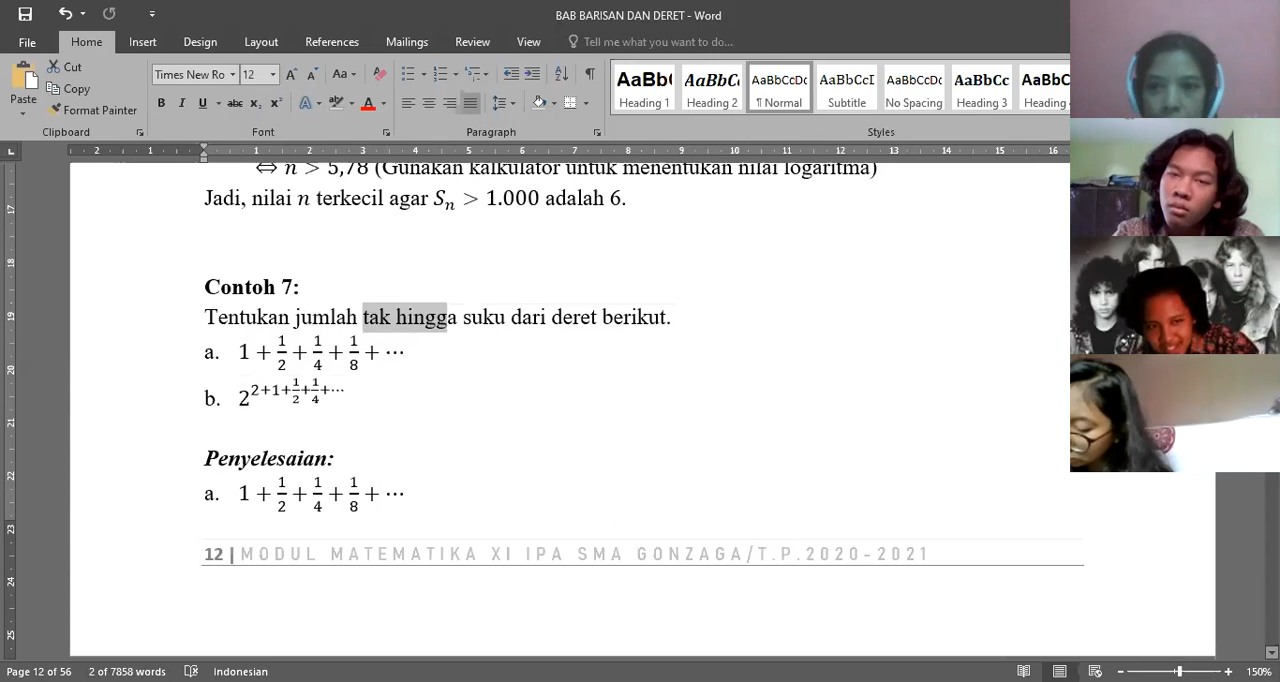 BAB BARISAN DAN DERET - Word
File Home Insert Design Layout References Mailings Review View Tell me what you want to do...
Paste
Cut
Copy
Format Painter
Times New Ro 12
AaBb( AaBbC( AaBbCcDc AaBbCcI AaBbCcDc AaBbCc AaBbC
Heading 1 Heading 2 ¶ Normal Subtitle No Spacing Heading 3 Heading
Clipboard Font Paragraph Styles
⇔ n > 5,78 (Gunakan kalkulator untuk menentukan nilai logaritma)
Jadi, nilai n terkecil agar Sₙ > 1.000 adalah 6.
Contoh 7:
Tentukan jumlah tak hingga suku dari deret berikut.
a. 1 + 1/2 + 1/4 + 1/8 + ⋯
b. 2^(2+1+1/2+1/4+⋯)
Penyelesaian:
a. 1 + 1/2 + 1/4 + 1/8 + ⋯
12 | MODUL MATEMATIKA XI IPA SMA GONZAGA/T.P.2020-2021
Page 12 of 56 2 of 7858 words Indonesian 150%